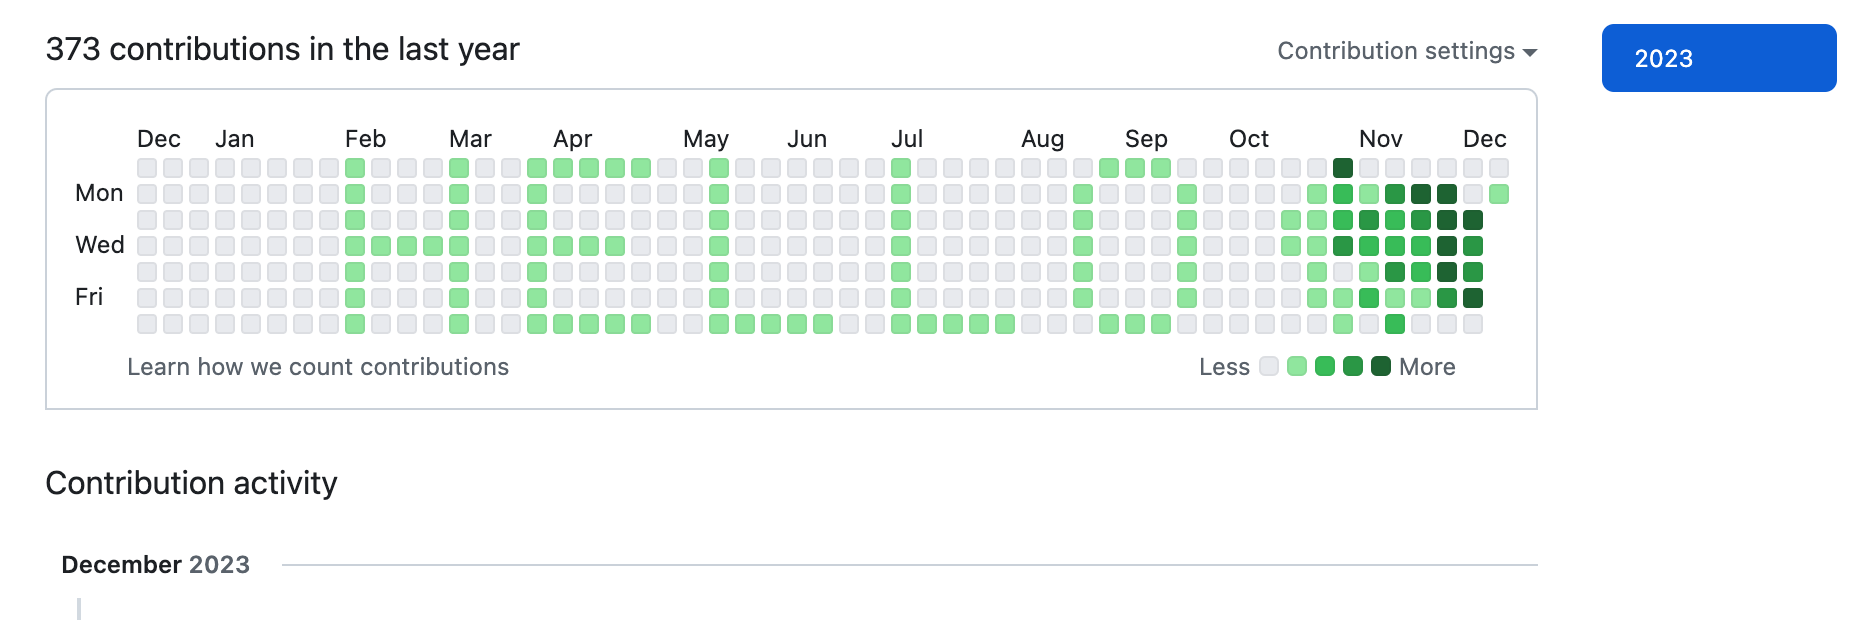 373 contributions in the last year
Contribution settings
2023
Dec Jan Feb Mar Apr May Jun Jul Aug Sep Oct Nov Dec
Mon
Wed
Fri
Learn how we count contributions
Less More
Contribution activity
December 2023